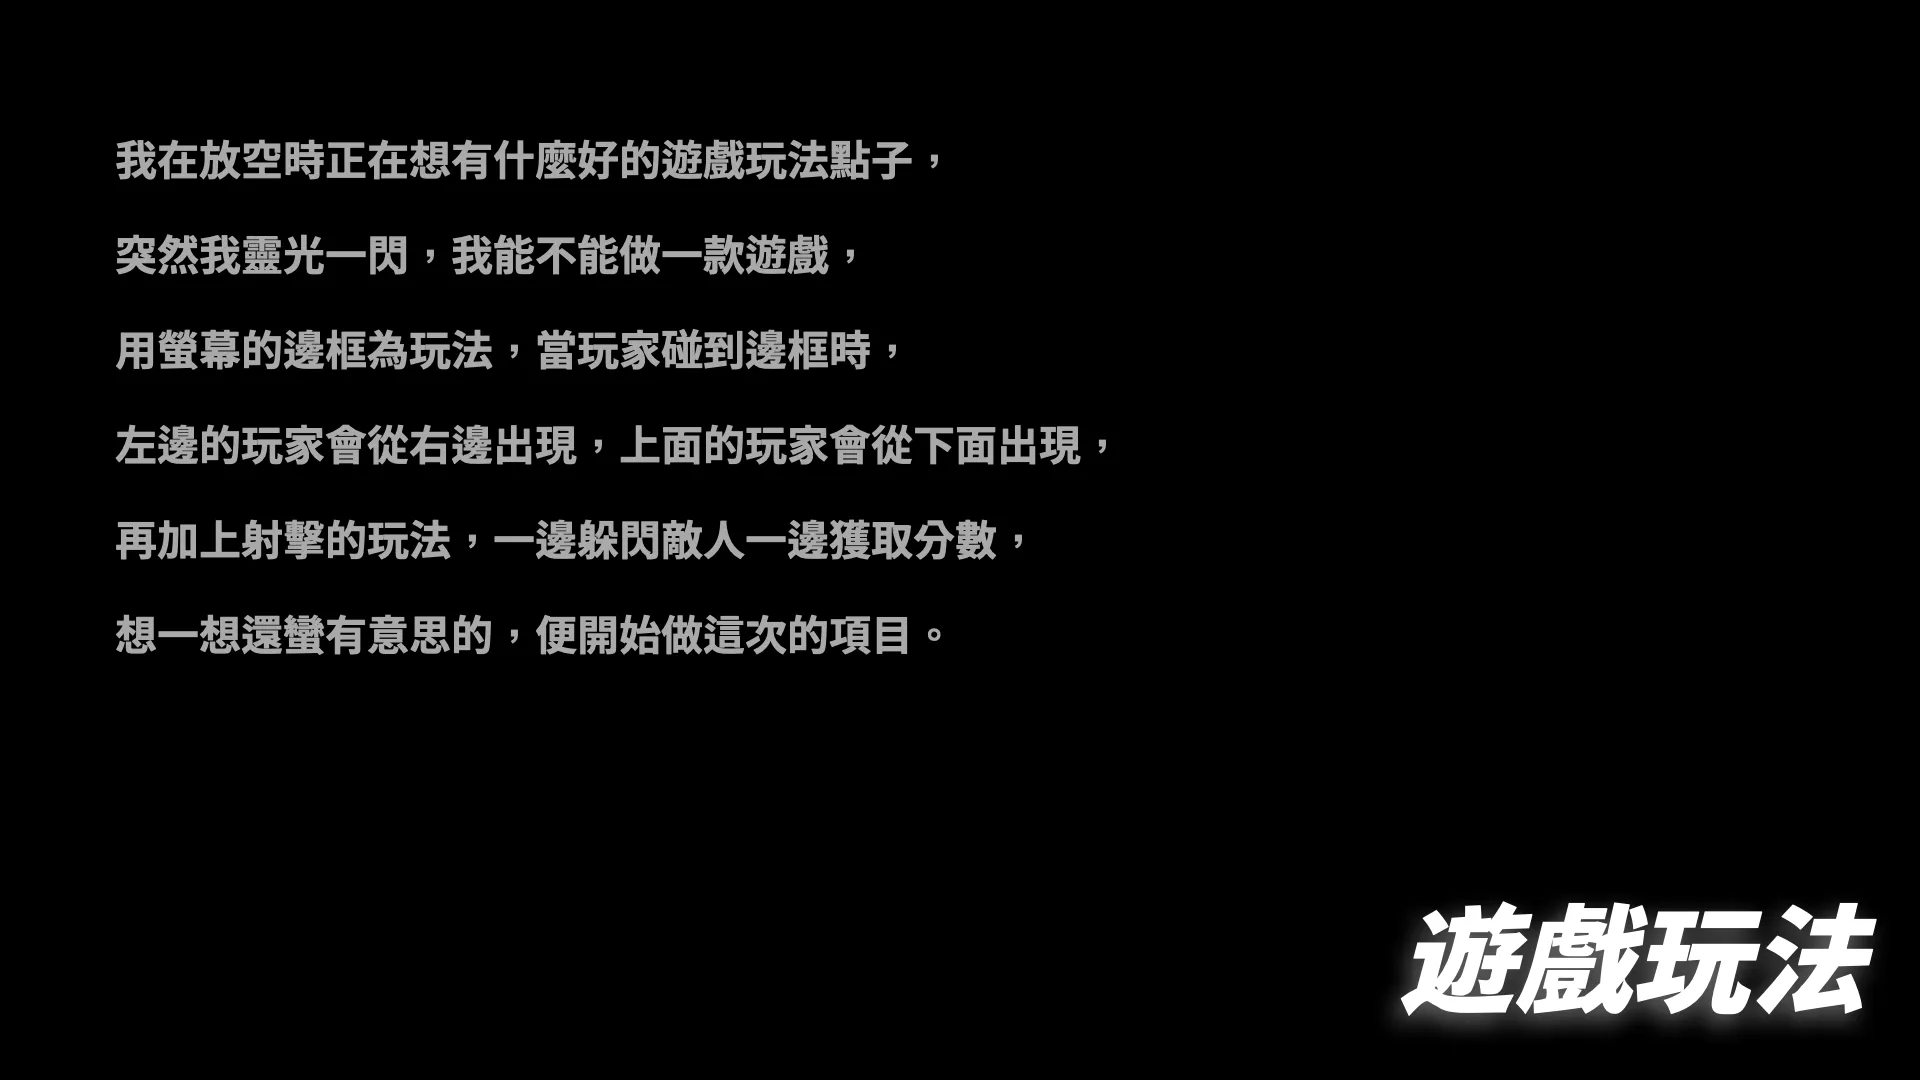 我在放空時正在想有什麼好的遊戲玩法點子，
突然我靈光一閃，我能不能做一款遊戲，
用螢幕的邊框為玩法，當玩家碰到邊框時，
左邊的玩家會從右邊出現，上面的玩家會從下面出現，
再加上射擊的玩法，一邊躲閃敵人一邊獲取分數，
想一想還蠻有意思的，便開始做這次的項目。
遊戲玩法